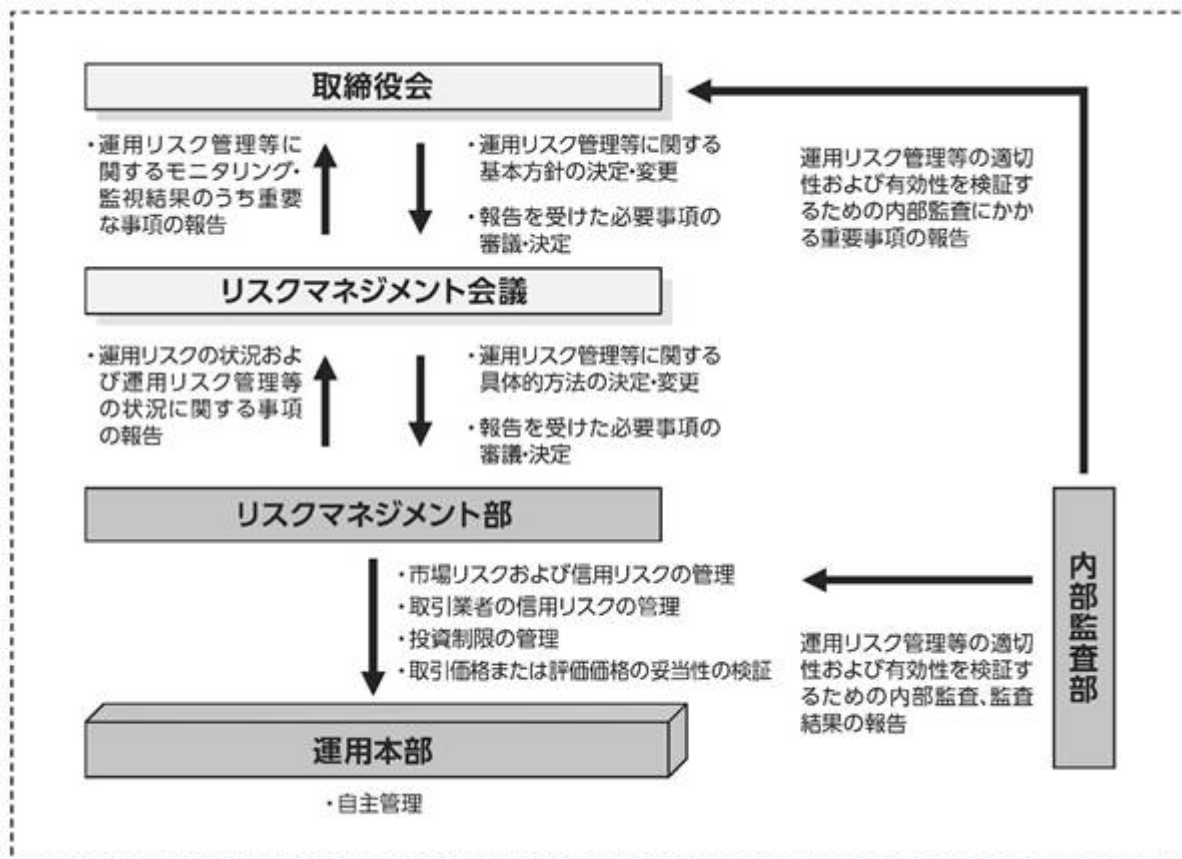 取締役会
・運用リスク管理等に
関するモニタリング・
監視結果のうち重要
な事項の報告
・運用リスク管理等に関する
基本方針の決定・変更
・報告を受けた必要事項の
審議・決定
運用リスク管理等の適切
性および有効性を検証す
るための内部監査にかか
る重要事項の報告
リスクマネジメント会議
・運用リスクの状況およ
び運用リスク管理等
の状況に関する事項
の報告
・運用リスク管理等に関する
具体的方法の決定・変更
・報告を受けた必要事項の
審議・決定
リスクマネジメント部
・市場リスクおよび信用リスクの管理
・取引業者の信用リスクの管理
・投資制限の管理
・取引価格または評価価格の妥当性の検証
内部監査部
運用リスク管理等の適切
性および有効性を検証す
るための内部監査、監査
結果の報告
運用本部
・自主管理